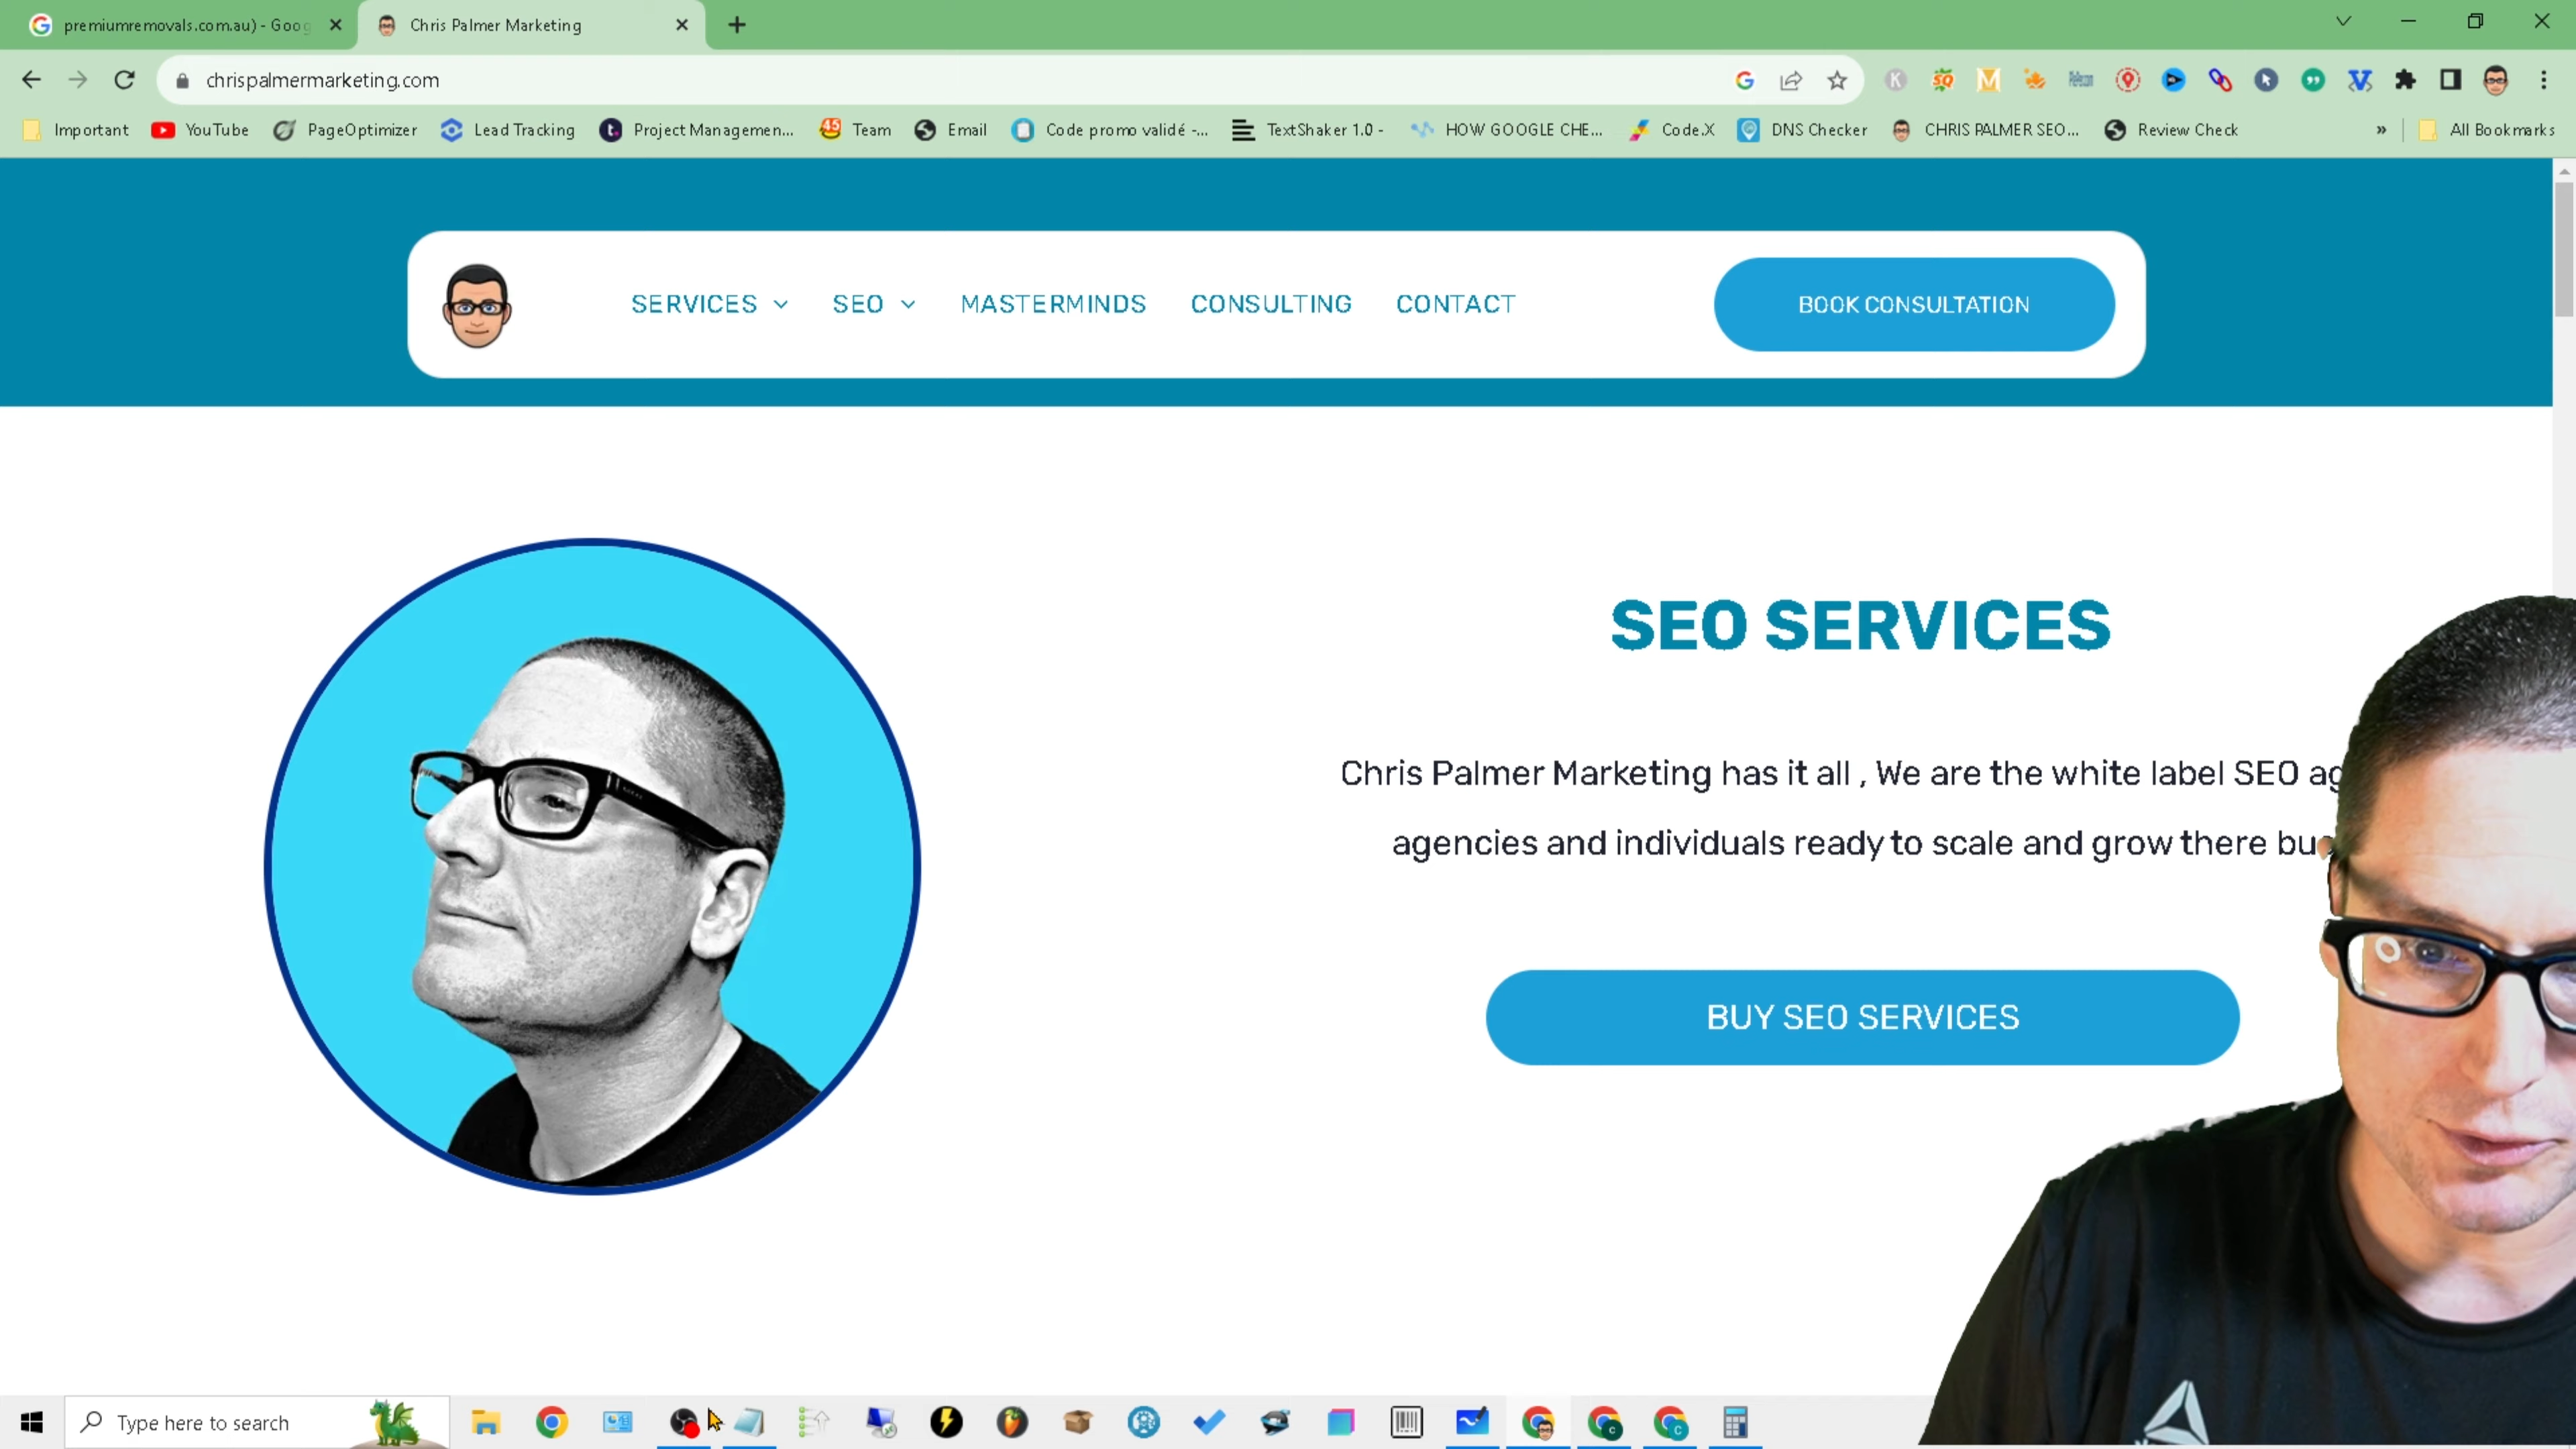 premiumremovals.com.au) - Goog
Chris Palmer Marketing
chrispalmermarketing.com
Important
YouTube
PageOptimizer
Lead Tracking
Project Managemen...
Team
Email
Code promo validé -...
TextShaker 1.0 -
HOW GOOGLE CHE...
Code.X
DNS Checker
CHRIS PALMER SEO...
Review Check
»
All Bookmarks
SERVICES
SEO
MASTERMINDS
CONSULTING
CONTACT
BOOK CONSULTATION
SEO SERVICES
Chris Palmer Marketing has it all , We are the white label SEO ag
agencies and individuals ready to scale and grow there bu
BUY SEO SERVICES
Type here to search